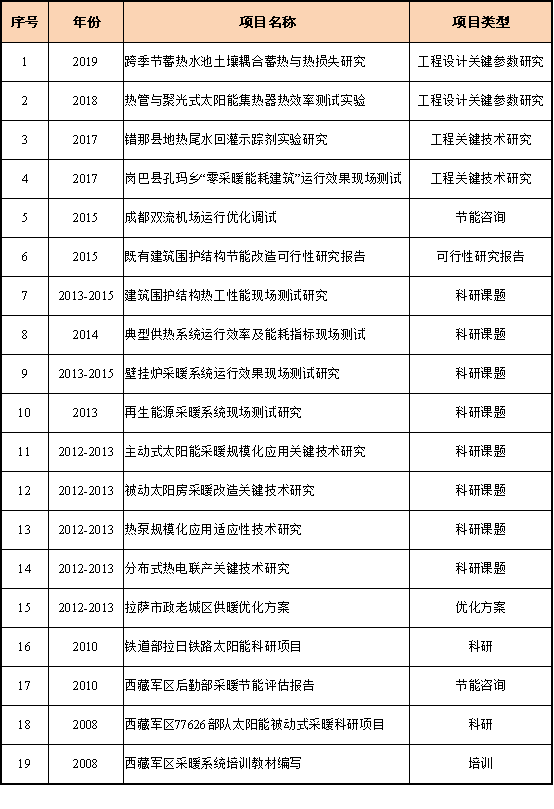 序号 年份 项目名称 项目类型
1 2019 跨季节蓄热水池土壤耦合蓄热与热损失研究 工程设计关键参数研究
2 2018 热管与聚光式太阳能集热器热效率测试实验 工程设计关键参数研究
3 2017 错那县地热尾水回灌示踪剂实验研究 工程关键技术研究
4 2017 岗巴县孔玛乡“零采暖能耗建筑”运行效果现场测试 工程关键技术研究
5 2015 成都双流机场运行优化调试 节能咨询
6 2015 既有建筑围护结构节能改造可行性研究报告 可行性研究报告
7 2013-2015 建筑围护结构热工性能现场测试研究 科研课题
8 2014 典型供热系统运行效率及能耗指标现场测试 科研课题
9 2013-2015 壁挂炉采暖系统运行效果现场测试研究 科研课题
10 2013 再生能源采暖系统现场测试研究 科研课题
11 2012-2013 主动式太阳能采暖规模化应用关键技术研究 科研课题
12 2012-2013 被动太阳房采暖改造关键技术研究 科研课题
13 2012-2013 热泵规模化应用适应性技术研究 科研课题
14 2012-2013 分布式热电联产关键技术研究 科研课题
15 2012-2013 拉萨市政老城区供暖优化方案 优化方案
16 2010 铁道部拉日铁路太阳能科研项目 科研
17 2010 西藏军区后勤部采暖节能评估报告 节能咨询
18 2008 西藏军区77626部队太阳能被动式采暖科研项目 科研
19 2008 西藏军区采暖系统培训教材编写 培训